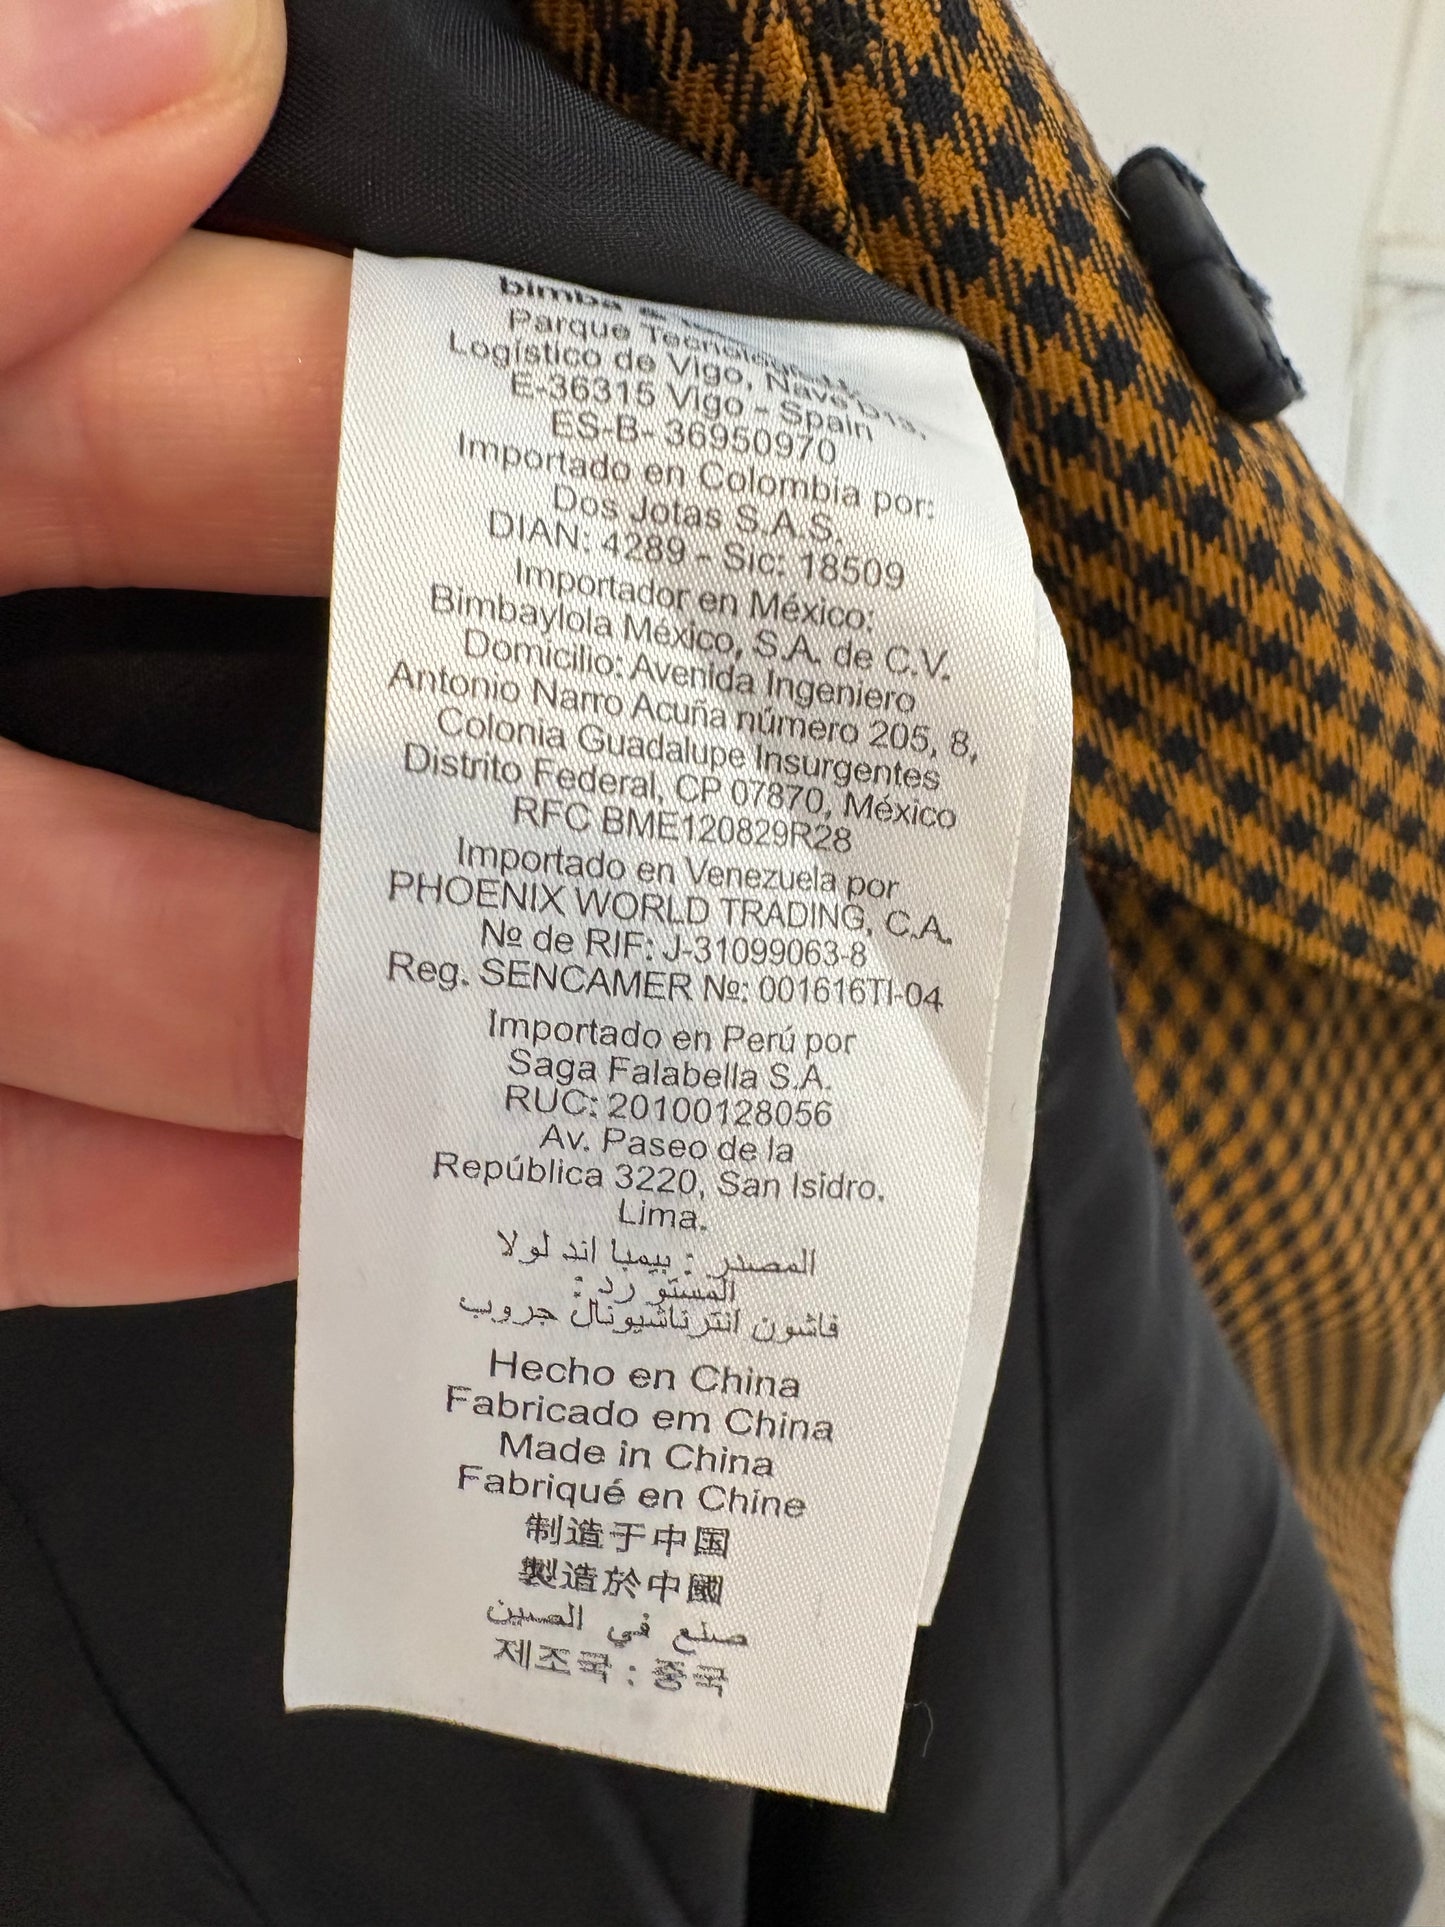 bimba &
Parque Tecnológico
Logístico de Vigo, Nave D13,
E-36315 Vigo - Spain
ES-B- 36950970
Importado en Colombia por:
Dos Jotas S.A.S.
DIAN: 4289 - Sic: 18509
Importador en México:
Bimbaylola México, S.A. de C.V.
Domicilio: Avenida Ingeniero
Antonio Narro Acuña número 205, 8,
Colonia Guadalupe Insurgentes
Distrito Federal, CP 07870, México
RFC BME120829R28
Importado en Venezuela por
PHOENIX WORLD TRADING, C.A.
Nº de RIF: J-31099063-8
Reg. SENCAMER Nº: 001616TI-04
Importado en Perú por
Saga Falabella S.A.
RUC: 20100128056
Av. Paseo de la
República 3220, San Isidro.
Lima.
المصدر : بيمبا اند لولا
المستو رد :
فاشون انترناشيونال جروب
Hecho en China
Fabricado em China
Made in China
Fabriqué en Chine
制造于中国
製造於中國
صنع في الصين
제조국 : 중국